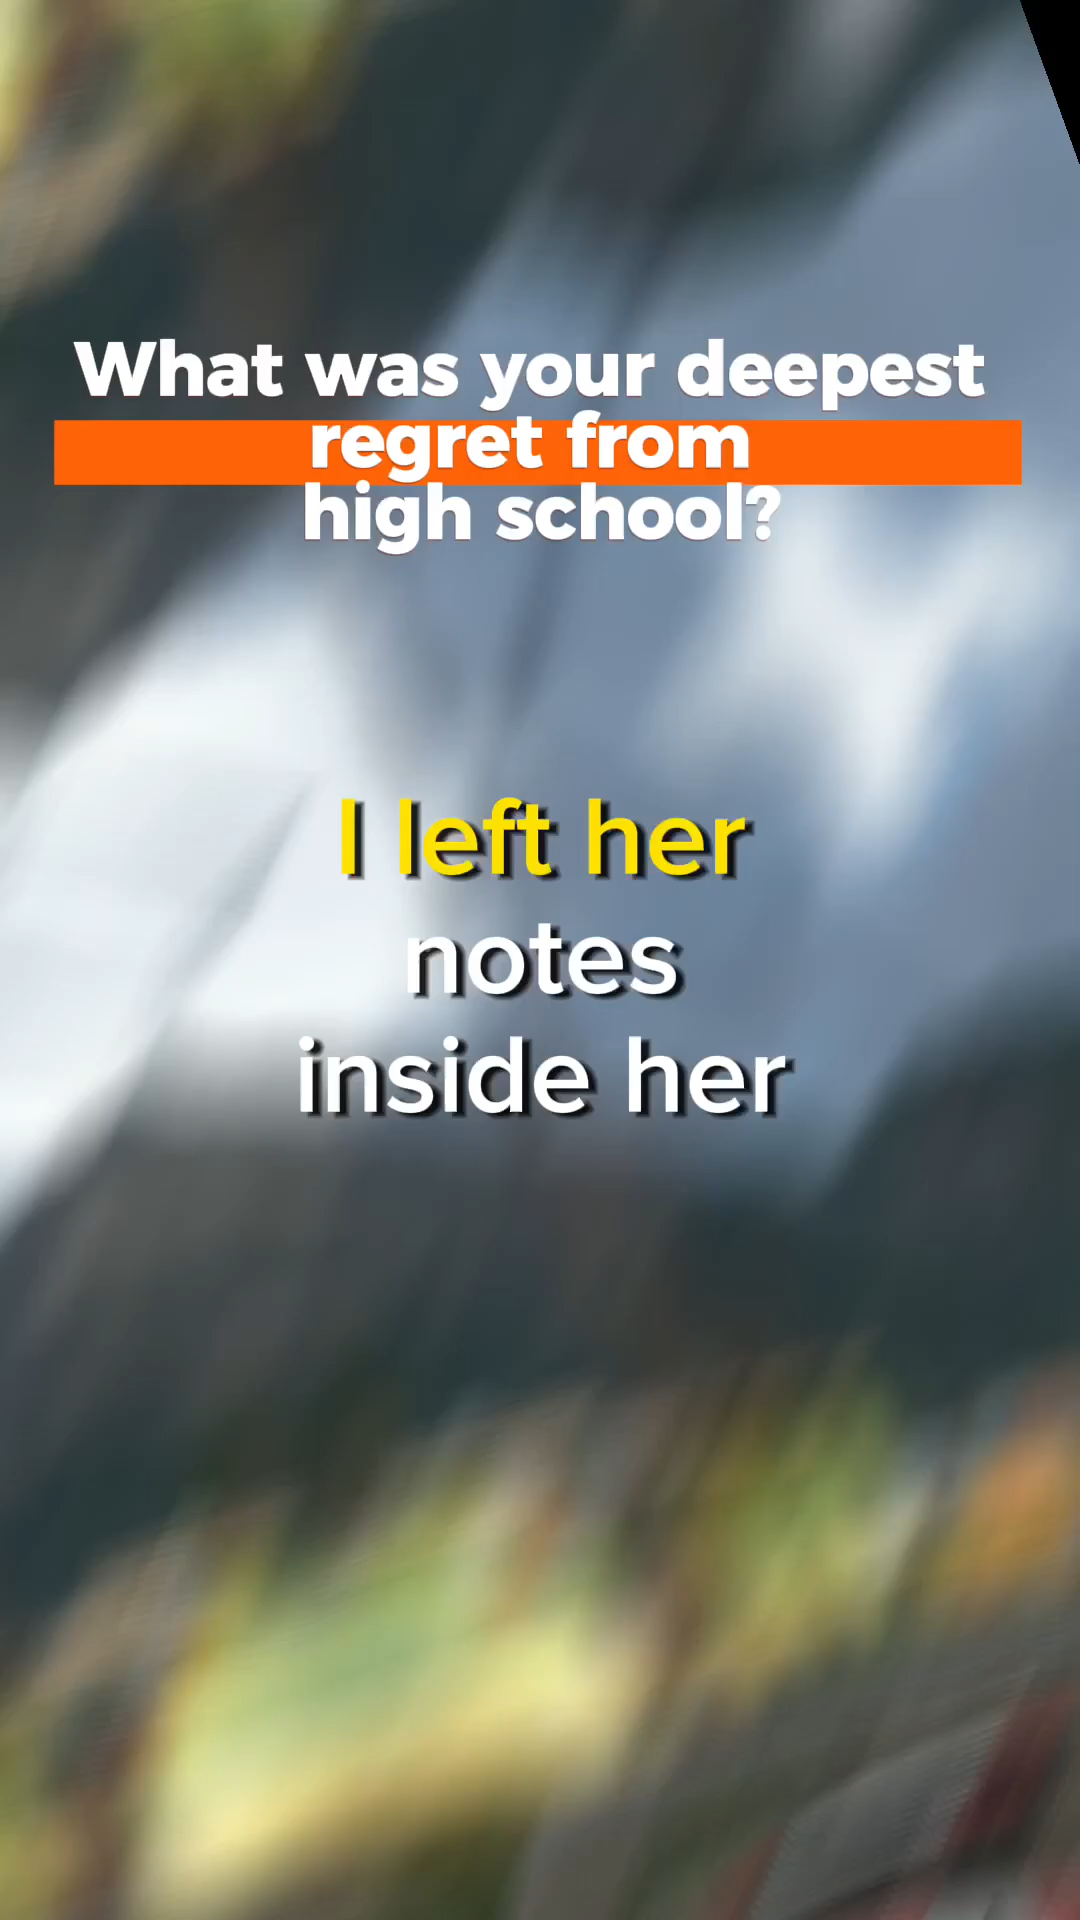 What was your deepest
regret from
high school?
I left her
notes
inside her